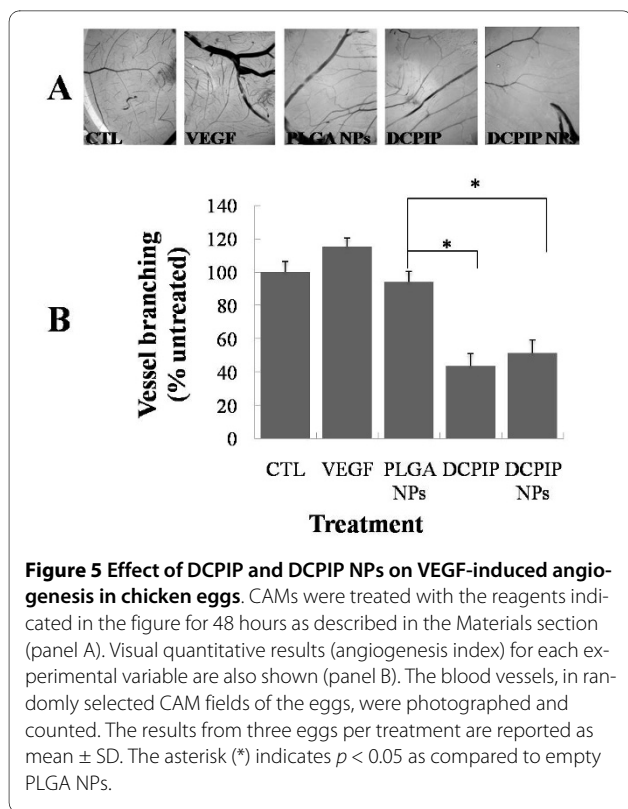 A
CTL VEGF PLGA NPs DCPIP DCPIP NPs
B
Vessel branching
(% untreated)
140
120
100
80
60
40
20
0
*
*
CTL VEGF PLGA NPs DCPIP DCPIP NPs
Treatment
Figure 5 Effect of DCPIP and DCPIP NPs on VEGF-induced angio-
genesis in chicken eggs. CAMs were treated with the reagents indi-
cated in the figure for 48 hours as described in the Materials section
(panel A). Visual quantitative results (angiogenesis index) for each ex-
perimental variable are also shown (panel B). The blood vessels, in ran-
domly selected CAM fields of the eggs, were photographed and
counted. The results from three eggs per treatment are reported as
mean ± SD. The asterisk (*) indicates p < 0.05 as compared to empty
PLGA NPs.